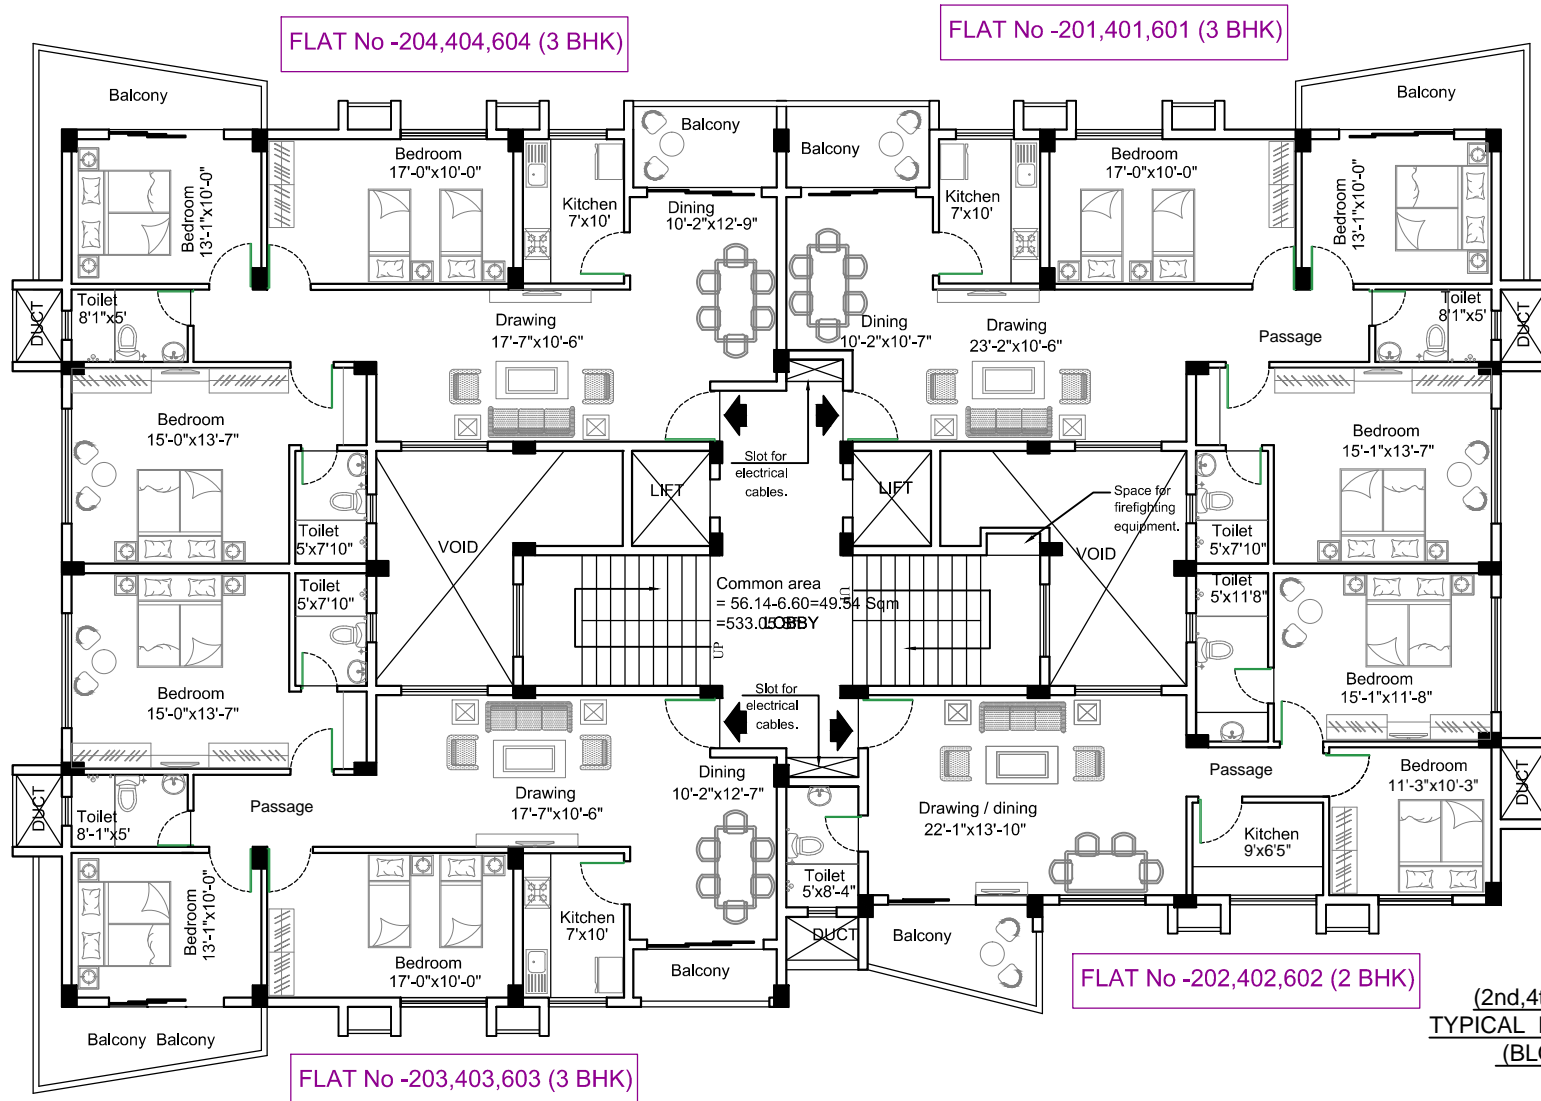 FLAT No -204,404,604 (3 BHK)
FLAT No -201,401,601 (3 BHK)
Balcony
Balcony
Balcony
Balcony
Bedroom
13'-1"x10'-0"
Bedroom
17'-0"x10'-0"
Kitchen
7'x10'
Dining
10'-2"x12'-9"
Kitchen
7'x10'
Bedroom
17'-0"x10'-0"
Bedroom
13'-1"x10'-0"
DUCT
Toilet
8'1"x5'
Drawing
17'-7"x10'-6"
Dining
10'-2"x10'-7"
Drawing
23'-2"x10'-6"
Passage
Toilet
8'1"x5'
DUCT
Bedroom
15'-0"x13'-7"
Bedroom
15'-1"x13'-7"
Slot for
electrical
cables.
LIFT
LIFT
Space for
firefighting
equipment.
Toilet
5'x7'10"
VOID
VOID
Toilet
5'x7'10"
Toilet
5'x7'10"
Common area
= 56.14-6.60=49.54 Sqm
=533.05
LOBBY
UP
UP
Toilet
5'x11'8"
Bedroom
15'-0"x13'-7"
Bedroom
15'-1"x11'-8"
Slot for
electrical
cables.
DUCT
Toilet
8'-1"x5'
Passage
Drawing
17'-7"x10'-6"
Dining
10'-2"x12'-7"
Drawing / dining
22'-1"x13'-10"
Passage
Bedroom
11'-3"x10'-3"
DUCT
Kitchen
9'x6'5"
Toilet
5'x8'-4"
Bedroom
13'-1"x10'-0"
Bedroom
17'-0"x10'-0"
Kitchen
7'x10'
DUCT
Balcony
Balcony
Balcony Balcony
FLAT No -202,402,602 (2 BHK)
FLAT No -203,403,603 (3 BHK)
(2nd,4t
TYPICAL
(BLO